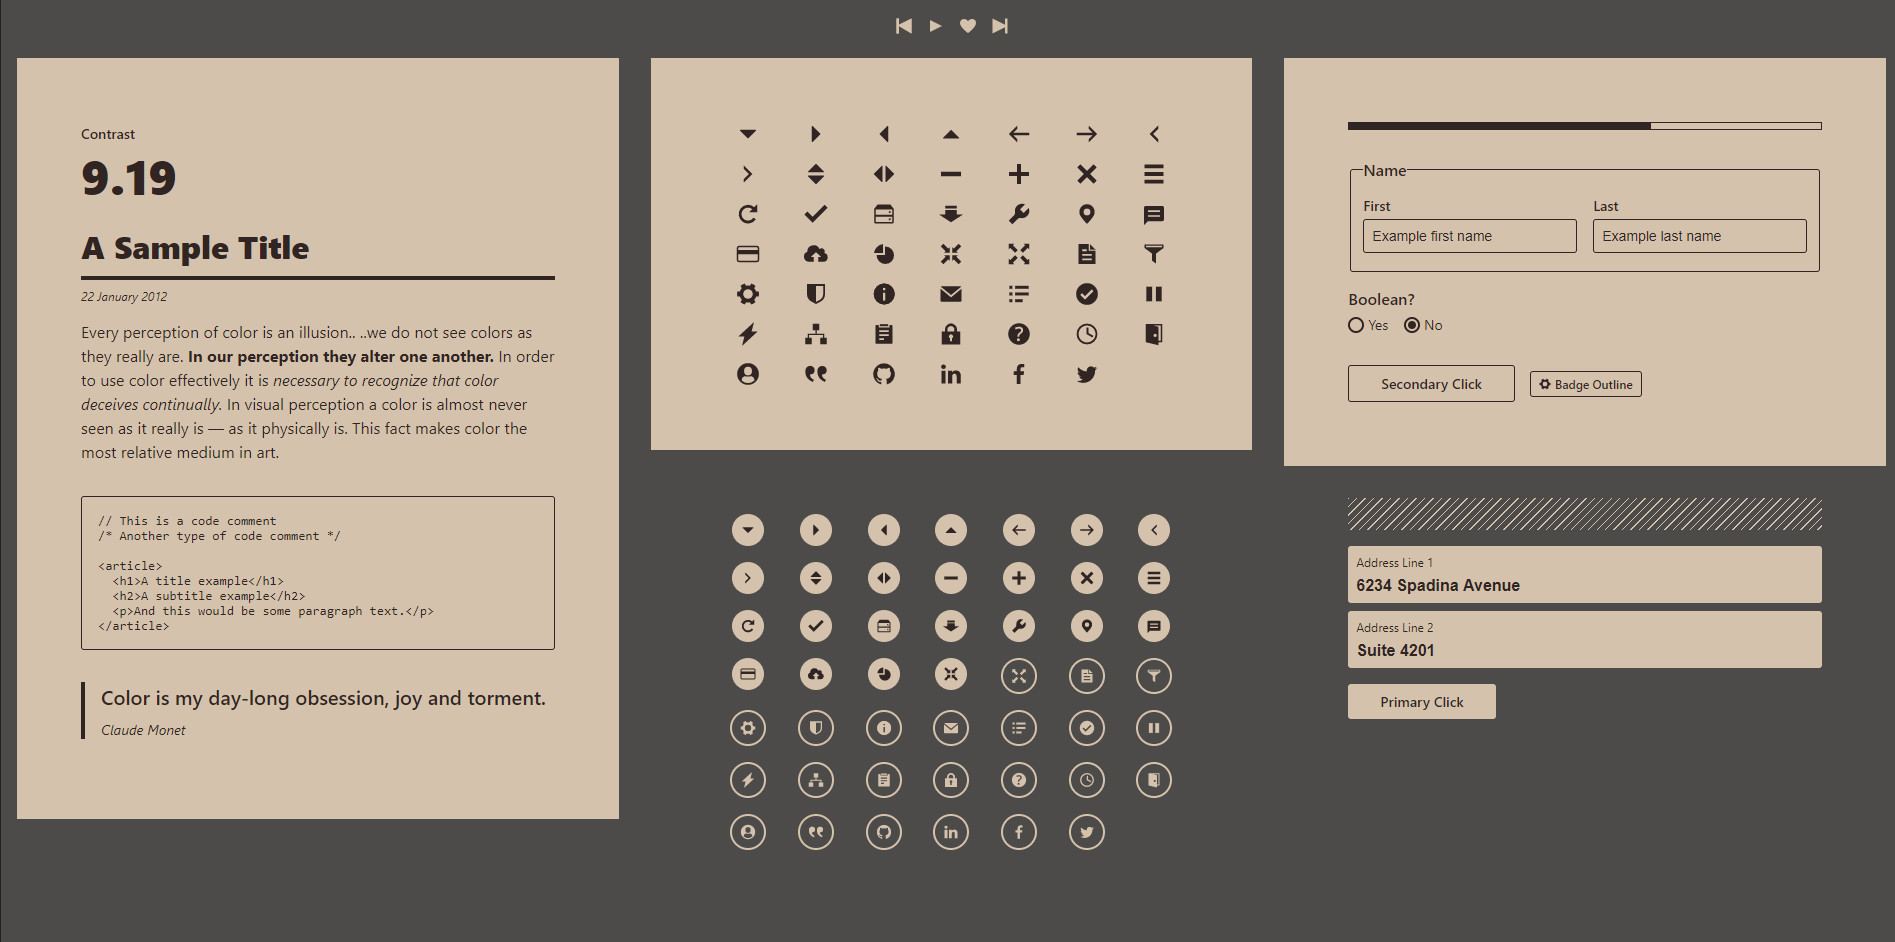 Contrast
9.19
A Sample Title
22 January 2012
Every perception of color is an illusion.. ..we do not see colors as
they really are. In our perception they alter one another. In order
to use color effectively it is necessary to recognize that color
deceives continually. In visual perception a color is almost never
seen as it really is — as it physically is. This fact makes color the
most relative medium in art.
// This is a code comment
/* Another type of code comment */
<article>
  <h1>A title example</h1>
  <h2>A subtitle example</h2>
  <p>And this would be some paragraph text.</p>
</article>
Color is my day-long obsession, joy and torment.
Claude Monet
Name
First
Last
Example first name
Example last name
Boolean?
Yes
No
Secondary Click
Badge Outline
Address Line 1
6234 Spadina Avenue
Address Line 2
Suite 4201
Primary Click